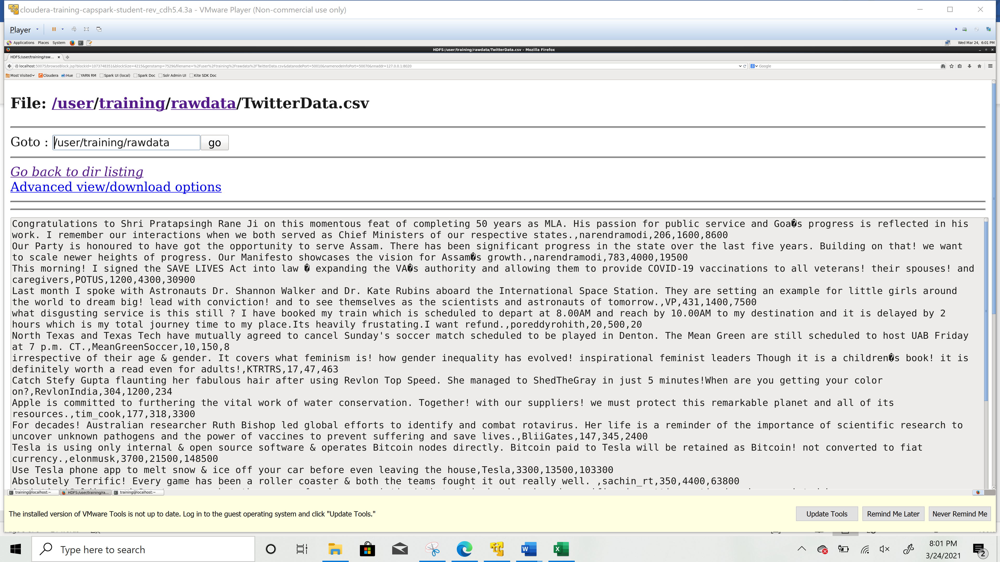 cloudera-training-capspark-student-rev_cdh5.4.3a - VMware Player (Non-commercial use only)
Player
Applications Places System
Wed Mar 24, 6:01 PM
HDFS:/user/training/rawdata/TwitterData.csv - Mozilla Firefox
HDFS:/user/training/raw...
localhost:50075/browseBlock.jsp?blockId=1073748351&blockSize=4215&genstamp=7529&filename=%2Fuser%2Ftraining%2Frawdata%2FTwitterData.csv&datanodePort=50010&namenodeInfoPort=50070&nnaddr=127.0.0.1:8020
Google
Most Visited Cloudera Hue YARN RM Spark UI (local) Spark Doc Solr Admin UI Kite SDK Doc
File: /user/training/rawdata/TwitterData.csv
Goto : /user/training/rawdata go
Go back to dir listing
Advanced view/download options
Congratulations to Shri Pratapsingh Rane Ji on this momentous feat of completing 50 years as MLA. His passion for public service and Goa�s progress is reflected in his
work. I remember our interactions when we both served as Chief Ministers of our respective states.,narendramodi,206,1600,8600
Our Party is honoured to have got the opportunity to serve Assam. There has been significant progress in the state over the last five years. Building on that! we want
to scale newer heights of progress. Our Manifesto showcases the vision for Assam�s growth.,narendramodi,783,4000,19500
This morning! I signed the SAVE LIVES Act into law � expanding the VA�s authority and allowing them to provide COVID-19 vaccinations to all veterans! their spouses! and
caregivers,POTUS,1200,4300,30900
Last month I spoke with Astronauts Dr. Shannon Walker and Dr. Kate Rubins aboard the International Space Station. They are setting an example for little girls around
the world to dream big! lead with conviction! and to see themselves as the scientists and astronauts of tomorrow.,VP,431,1400,7500
what disgusting service is this still ? I have booked my train which is scheduled to depart at 8.00AM and reach by 10.00AM to my destination and it is delayed by 2
hours which is my total journey time to my place.Its heavily frustating.I want refund.,poreddyrohith,20,500,20
North Texas and Texas Tech have mutually agreed to cancel Sunday's soccer match scheduled to be played in Denton. The Mean Green are still scheduled to host UAB Friday
at 7 p.m. CT.,MeanGreenSoccer,10,150,8
irrespective of their age & gender. It covers what feminism is! how gender inequality has evolved! inspirational feminist leaders Though it is a children�s book! it is
definitely worth a read even for adults!,KTRTRS,17,47,463
Catch Stefy Gupta flaunting her fabulous hair after using Revlon Top Speed. She managed to ShedTheGray in just 5 minutes!When are you getting your color
on?,RevlonIndia,304,1200,234
Apple is committed to furthering the vital work of water conservation. Together! with our suppliers! we must protect this remarkable planet and all of its
resources.,tim_cook,177,318,3300
For decades! Australian researcher Ruth Bishop led global efforts to identify and combat rotavirus. Her life is a reminder of the importance of scientific research to
uncover unknown pathogens and the power of vaccines to prevent suffering and save lives.,BliiGates,147,345,2400
Tesla is using only internal & open source software & operates Bitcoin nodes directly. Bitcoin paid to Tesla will be retained as Bitcoin! not converted to fiat
currency.,elonmusk,3700,21500,148500
Use Tesla phone app to melt snow & ice off your car before even leaving the house,Tesla,3300,13500,103300
Absolutely Terrific! Every game has been a roller coaster & both the teams fought it out really well. ,sachin_rt,350,4400,63800
training@localhost:~ HDFS:/user/training/ra... training@localhost:~
The installed version of VMware Tools is not up to date. Log in to the guest operating system and click "Update Tools."
Update Tools Remind Me Later Never Remind Me
Type here to search
8:01 PM
3/24/2021
2